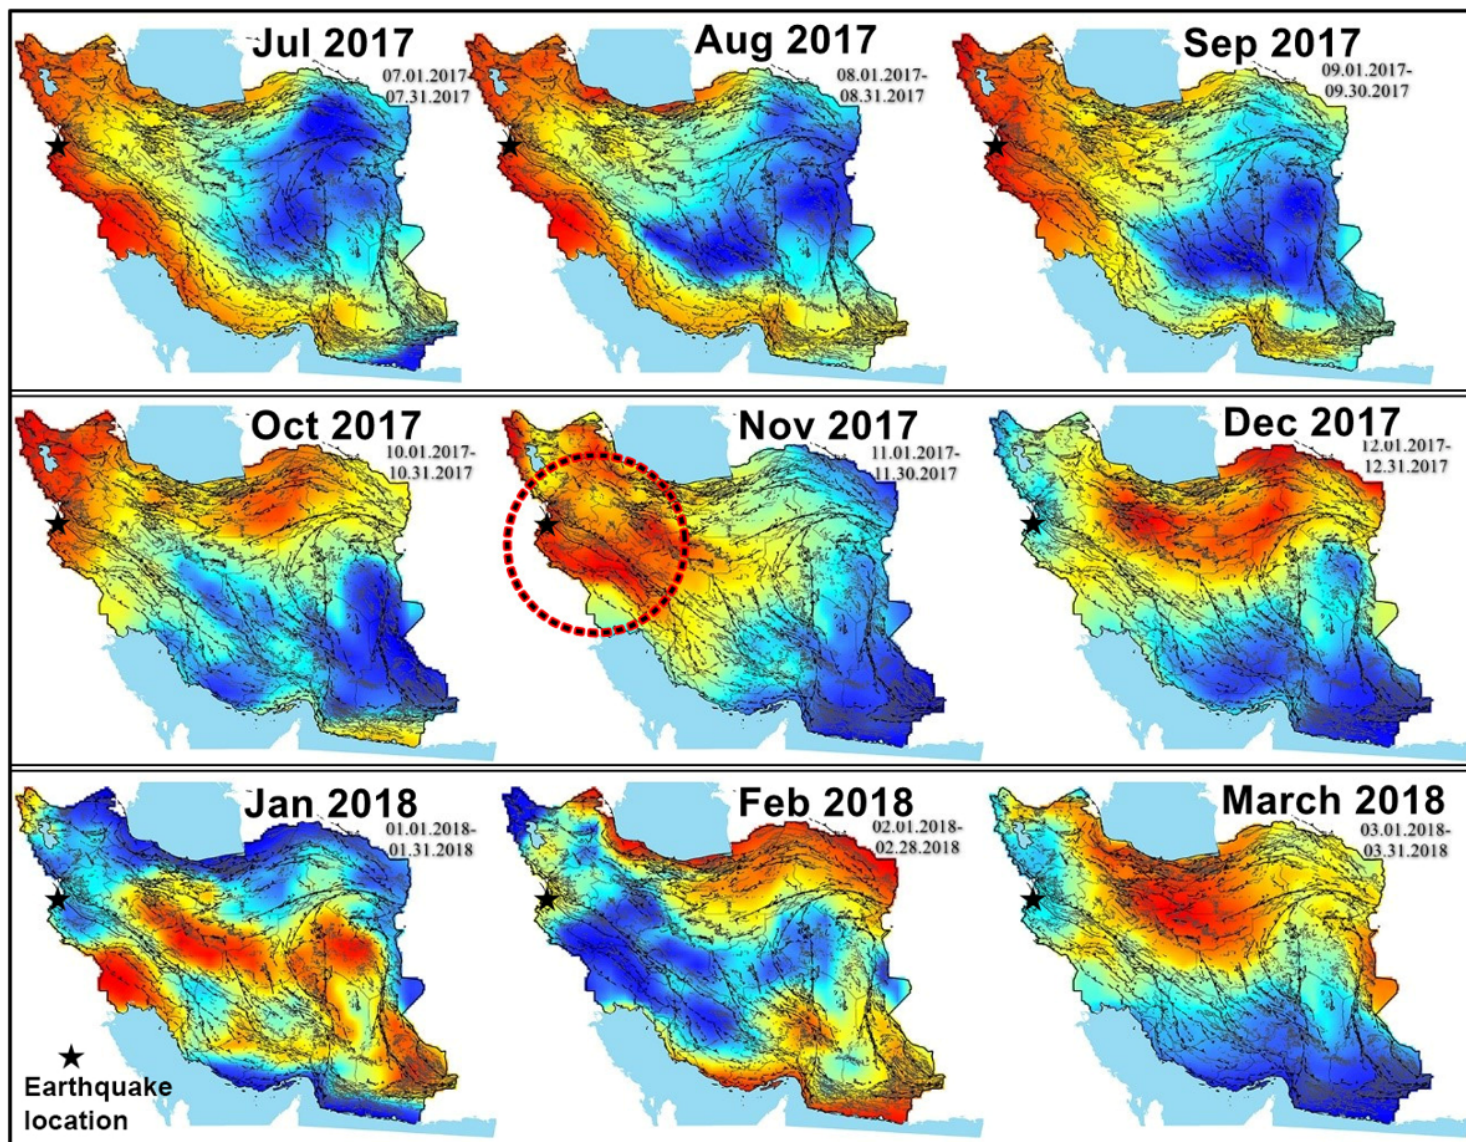 Jul 2017
07.01.2017-
07.31.2017
Aug 2017
08.01.2017-
08.31.2017
Sep 2017
09.01.2017-
09.30.2017
Oct 2017
10.01.2017-
10.31.2017
Nov 2017
11.01.2017-
11.30.2017
Dec 2017
12.01.2017-
12.31.2017
Jan 2018
01.01.2018-
01.31.2018
Feb 2018
02.01.2018-
02.28.2018
March 2018
03.01.2018-
03.31.2018
Earthquake
location